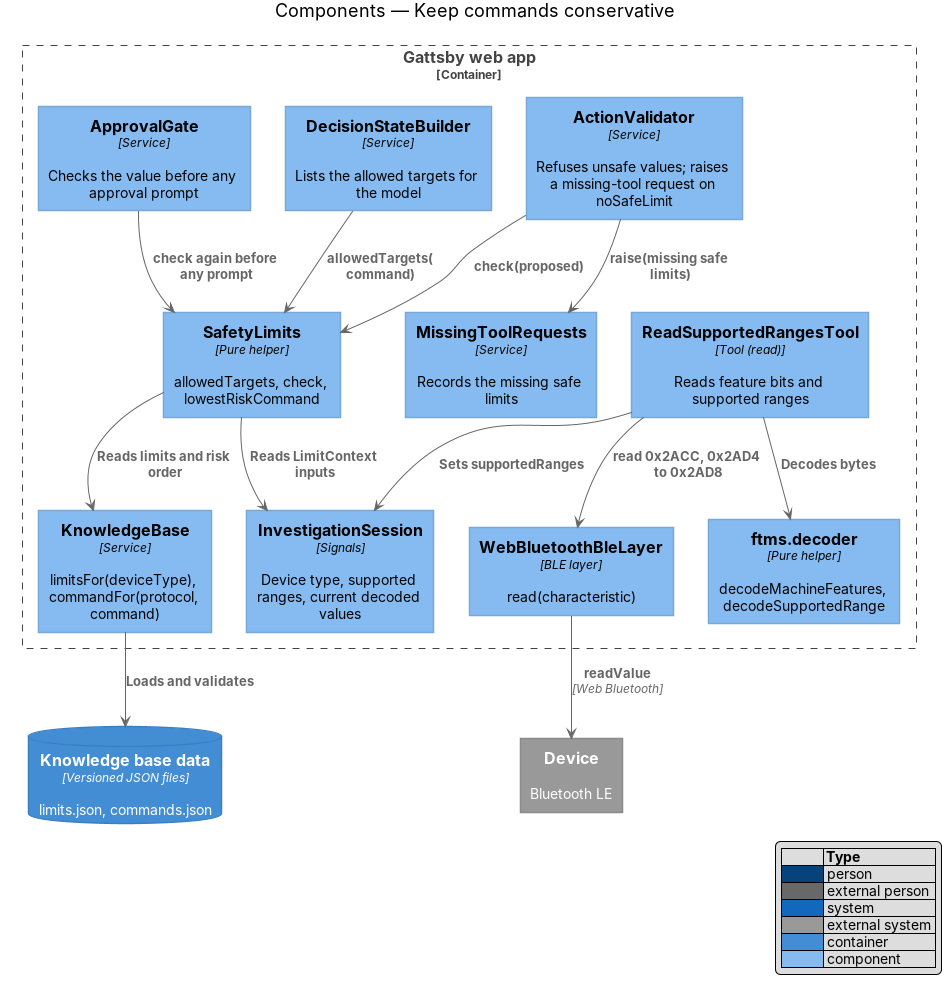 Components — Keep commands conservative
Gattsby web app
[Container]
ApprovalGate
[Service]
Checks the value before any
approval prompt
DecisionStateBuilder
[Service]
Lists the allowed targets for
the model
ActionValidator
[Service]
Refuses unsafe values; raises
a missing-tool request on
noSafeLimit
check again before
any prompt
allowedTargets(
command)
check(proposed)
raise(missing safe
limits)
SafetyLimits
[Pure helper]
allowedTargets, check,
lowestRiskCommand
MissingToolRequests
[Service]
Records the missing safe
limits
ReadSupportedRangesTool
[Tool (read)]
Reads feature bits and
supported ranges
Reads limits and risk
order
Reads LimitContext
inputs
Sets supportedRanges
read 0x2ACC, 0x2AD4
to 0x2AD8
Decodes bytes
KnowledgeBase
[Service]
limitsFor(deviceType),
commandFor(protocol,
command)
InvestigationSession
[Signals]
Device type, supported
ranges, current decoded
values
WebBluetoothBleLayer
[BLE layer]
read(characteristic)
ftms.decoder
[Pure helper]
decodeMachineFeatures,
decodeSupportedRange
Loads and validates
readValue
[Web Bluetooth]
Knowledge base data
[Versioned JSON files]
limits.json, commands.json
Device
Bluetooth LE
Type
person
external person
system
external system
container
component